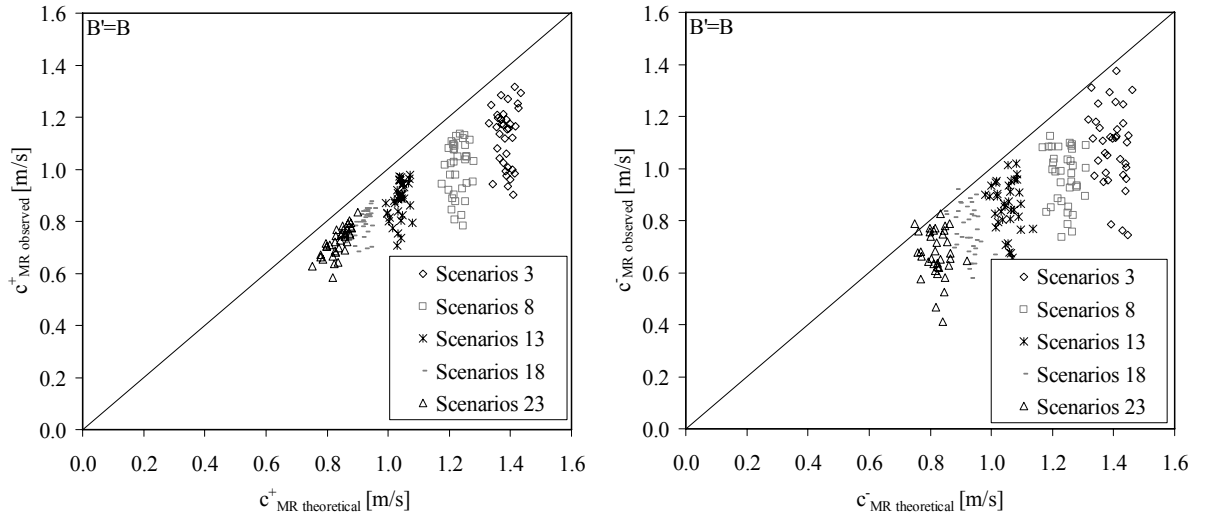 B'=B
1.6
1.4
1.2
1.0
0.8
0.6
0.4
0.2
0.0
c⁺MR observed [m/s]
0.0 0.2 0.4 0.6 0.8 1.0 1.2 1.4 1.6
c⁺MR theoretical [m/s]
Scenarios 3
Scenarios 8
Scenarios 13
Scenarios 18
Scenarios 23
B'=B
1.6
1.4
1.2
1.0
0.8
0.6
0.4
0.2
0.0
c⁻MR observed [m/s]
0.0 0.2 0.4 0.6 0.8 1.0 1.2 1.4 1.6
c⁻MR theoretical [m/s]
Scenarios 3
Scenarios 8
Scenarios 13
Scenarios 18
Scenarios 23